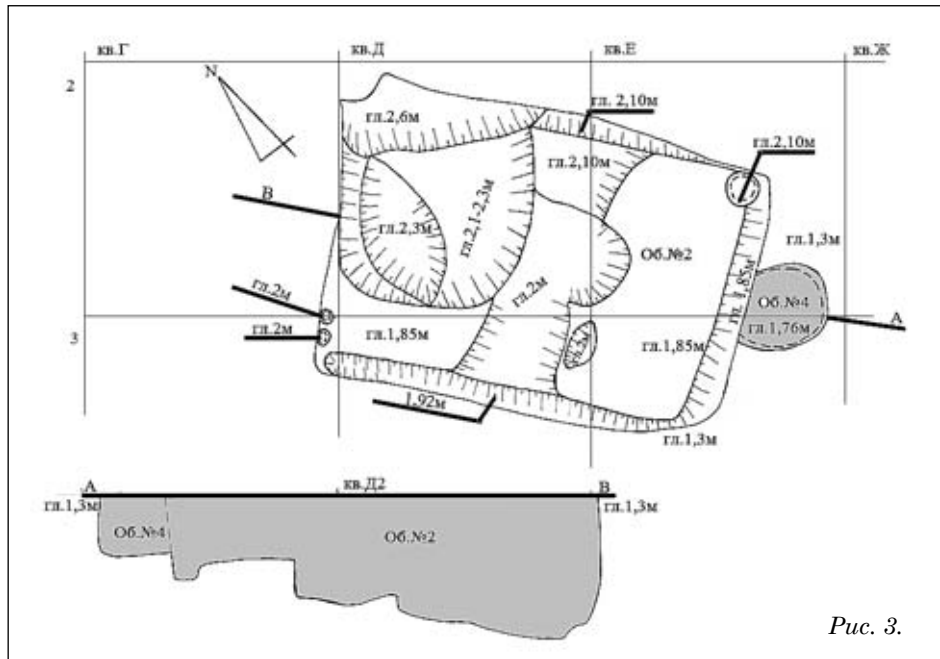 кв.Г кв.Д кв.Е кв.Ж
2
N
гл.2,6м
гл. 2,10м
гл.2,10м
гл.2,10м
В
гл.2,3м
гл.2,1-2,3м
Об.№2
гл.1,3м
гл.2м
гл. 1,85м
Об.№4
гл.2м
А
гл.1,76м
3
гл.2м
гл.1,85м
гл.1,85м
1,92м
гл.1,3м
А кв.Д2 В
гл.1,3м гл.1,3м
Об.№4 Об.№2
Рис. 3.